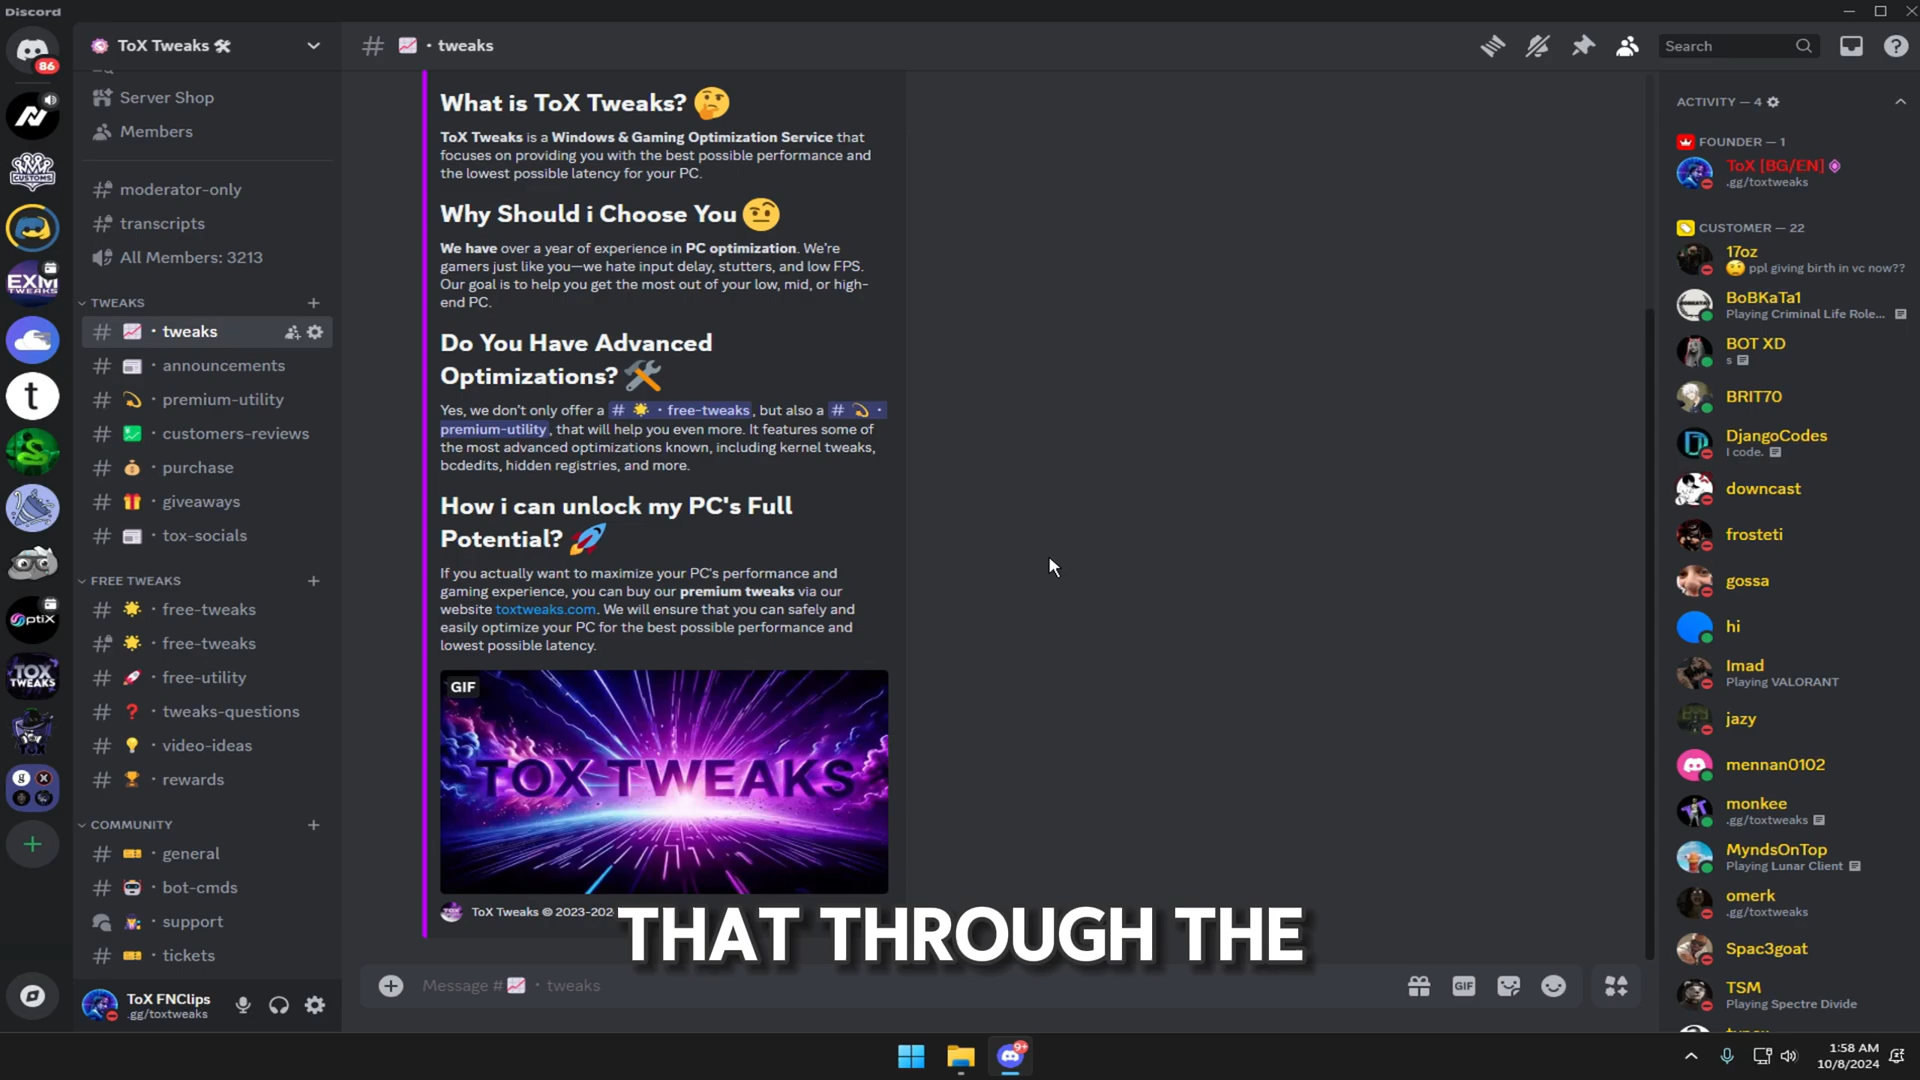 Discord
ToX Tweaks
# · tweaks
Search
86
Server Shop
Members
moderator-only
transcripts
All Members: 3213
TWEAKS
# · tweaks
# · announcements
# · premium-utility
# · customers-reviews
# · purchase
# · giveaways
# · tox-socials
FREE TWEAKS
# · free-tweaks
# · free-tweaks
# · free-utility
# · tweaks-questions
# · video-ideas
# · rewards
COMMUNITY
# · general
# · bot-cmds
· support
# · tickets
CUSTOMS
EXM
TWEAKS
t
OptiX
TOX
TWEAKS
TOX
g X
ToX FNClips
.gg/toxtweaks
What is ToX Tweaks?
ToX Tweaks is a Windows & Gaming Optimization Service that
focuses on providing you with the best possible performance and
the lowest possible latency for your PC.
Why Should i Choose You
We have over a year of experience in PC optimization. We're
gamers just like you—we hate input delay, stutters, and low FPS.
Our goal is to help you get the most out of your low, mid, or high-
end PC.
Do You Have Advanced
Optimizations?
Yes, we don't only offer a # · free-tweaks, but also a # ·
premium-utility, that will help you even more. It features some of
the most advanced optimizations known, including kernel tweaks,
bcdedits, hidden registries, and more.
How i can unlock my PC's Full
Potential?
If you actually want to maximize your PC's performance and
gaming experience, you can buy our premium tweaks via our
website toxtweaks.com. We will ensure that you can safely and
easily optimize your PC for the best possible performance and
lowest possible latency.
GIF
TOX TWEAKS
ToX Tweaks © 2023-202
THAT THROUGH THE
Message # · tweaks
GIF
ACTIVITY — 4
FOUNDER — 1
ToX [BG/EN]
.gg/toxtweaks
CUSTOMER — 22
17oz
ppl giving birth in vc now??
BoBKaTa1
Playing Criminal Life Role...
BOT XD
s
BRIT70
DjangoCodes
I code.
downcast
frosteti
gossa
hi
Imad
Playing VALORANT
jazy
mennan0102
monkee
.gg/toxtweaks
MyndsOnTop
Playing Lunar Client
omerk
.gg/toxtweaks
Spac3goat
TSM
Playing Spectre Divide
9+
1:58 AM
10/8/2024